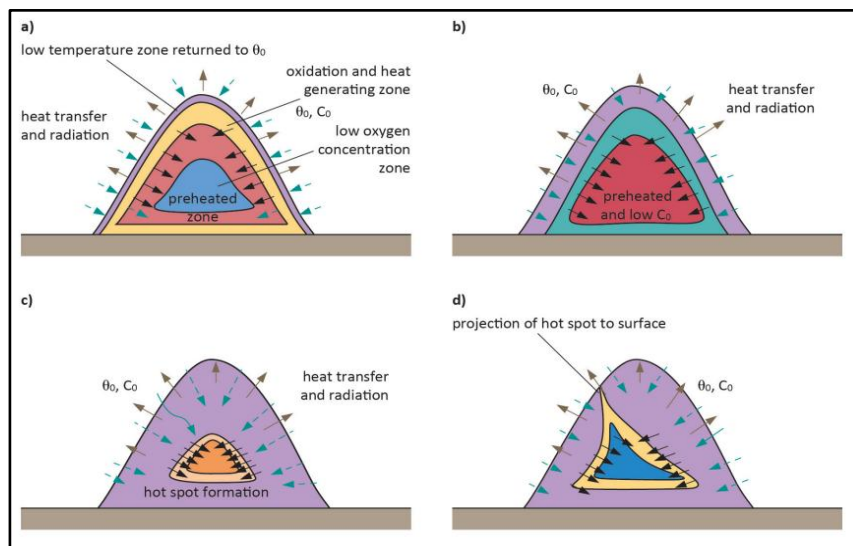 a)
low temperature zone returned to θ₀
oxidation and heat
generating zone
θ₀, C₀
heat transfer
and radiation
low oxygen
concentration
zone
preheated
zone
b)
θ₀, C₀
heat transfer
and radiation
preheated
and low C₀
c)
θ₀, C₀
heat transfer
and radiation
hot spot formation
d)
projection of hot spot to surface
θ₀, C₀